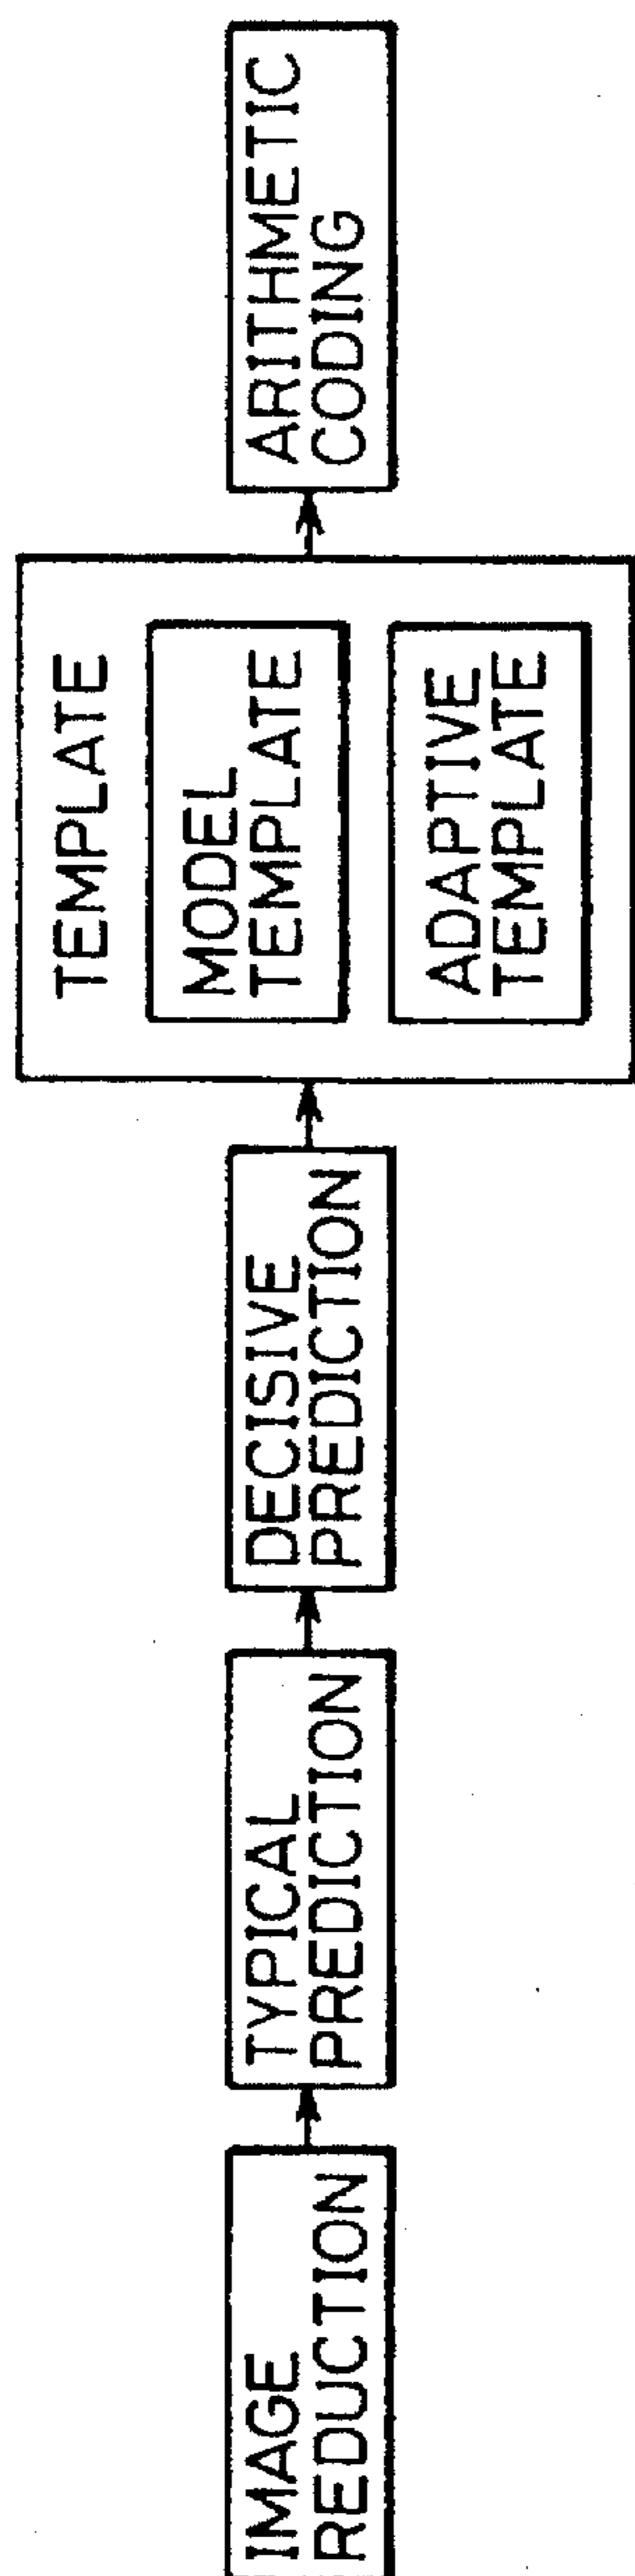 IMAGE
REDUCTION
TYPICAL
PREDICTION
DECISIVE
PREDICTION
TEMPLATE
MODEL
TEMPLATE
ADAPTIVE
TEMPLATE
ARITHMETIC
CODING